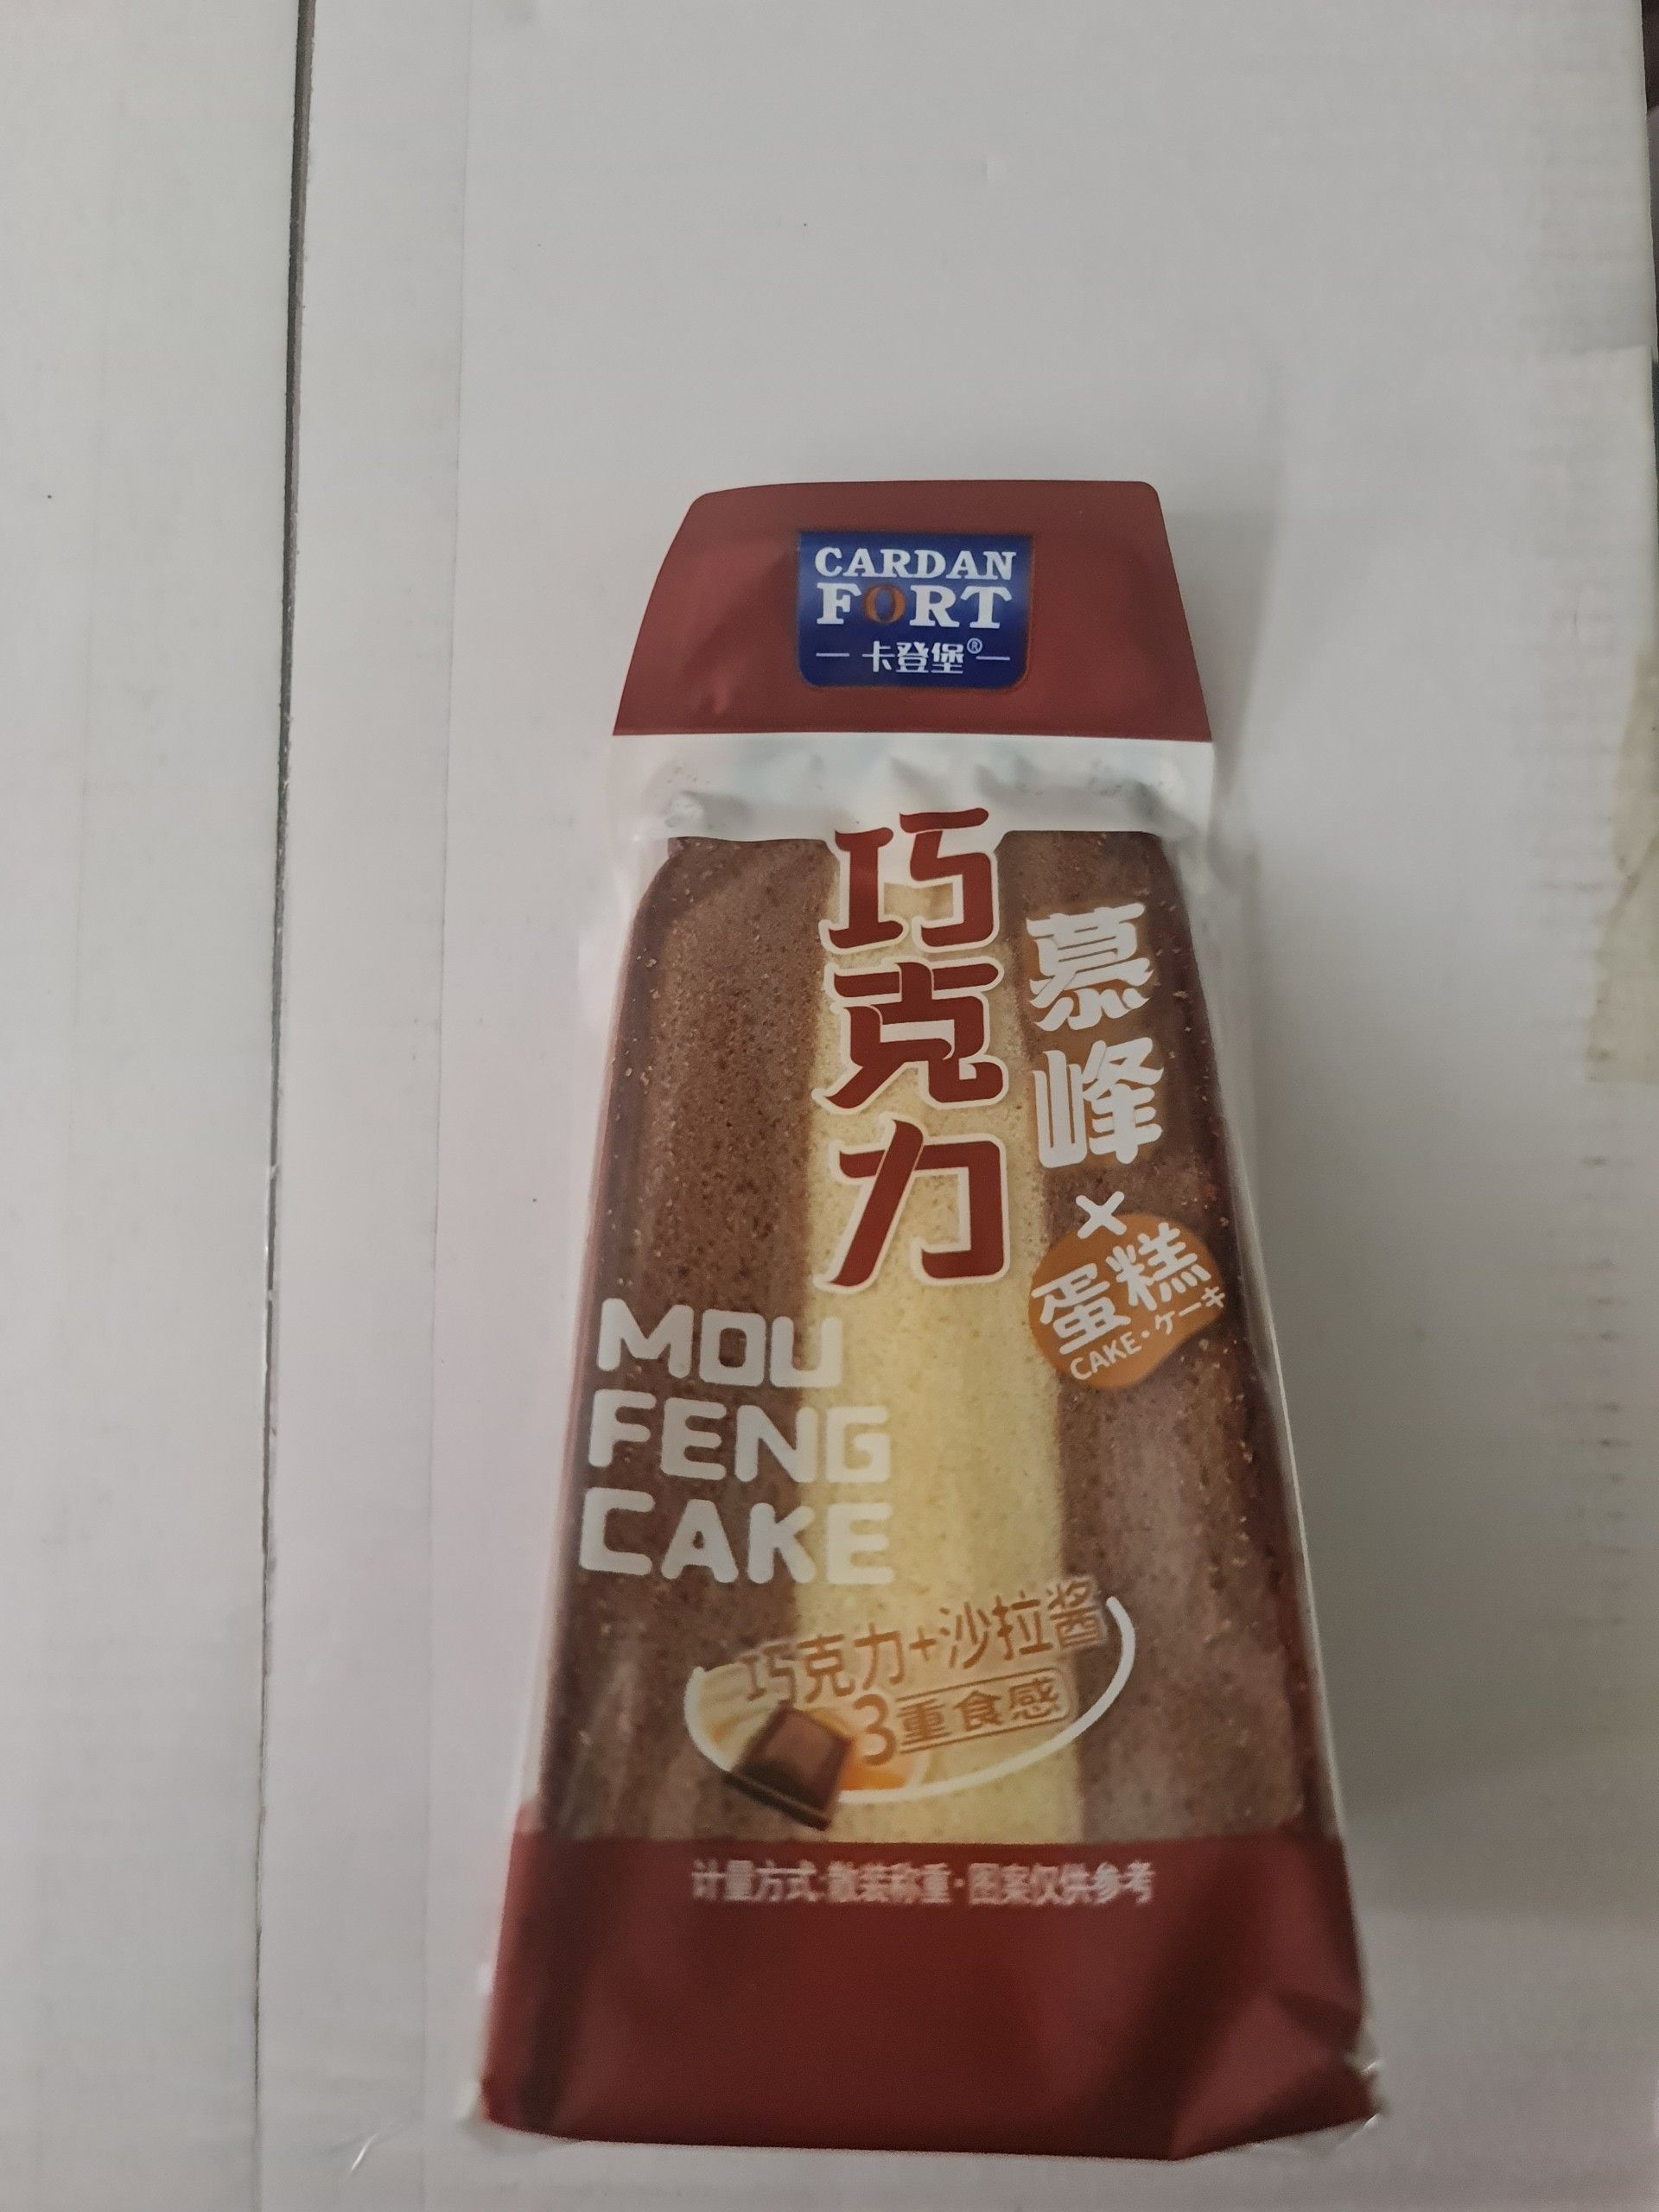 CARDAN
FORT
卡登堡®
巧克力
慕峰
×
蛋糕
CAKE·ケーキ
MOU
FENG
CAKE
巧克力+沙拉酱
3重食感
计量方式:散装称重·图案仅供参考